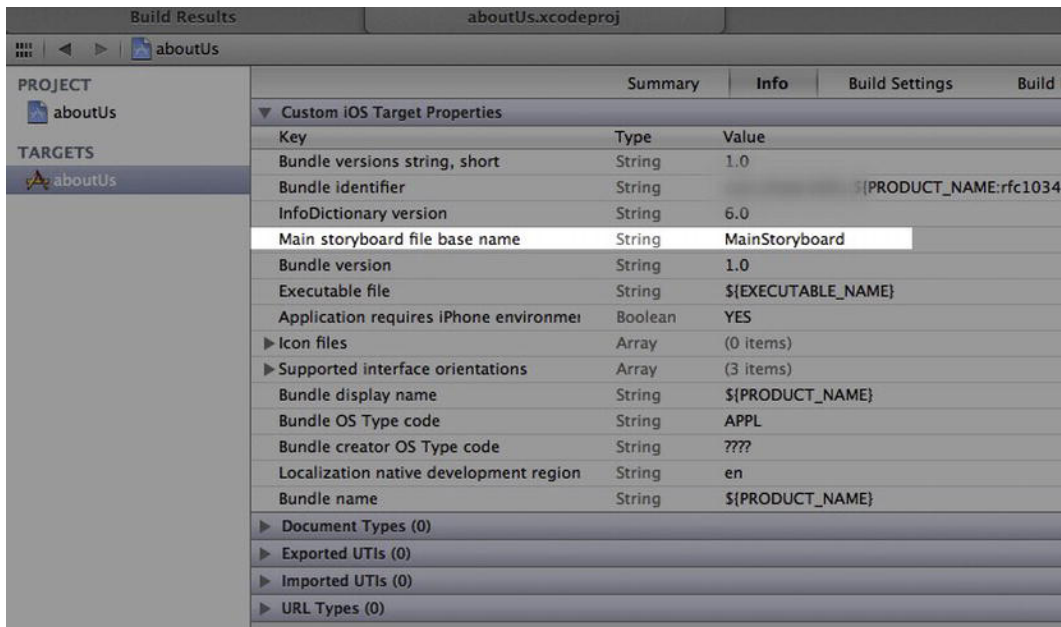 Build Results aboutUs.xcodeproj
aboutUs
PROJECT
aboutUs
TARGETS
aboutUs
Summary Info Build Settings Build
Custom iOS Target Properties
Key Type Value
Bundle versions string, short String 1.0
Bundle identifier String ${PRODUCT_NAME:rfc1034
InfoDictionary version String 6.0
Main storyboard file base name String MainStoryboard
Bundle version String 1.0
Executable file String ${EXECUTABLE_NAME}
Application requires iPhone environmei Boolean YES
Icon files Array (0 items)
Supported interface orientations Array (3 items)
Bundle display name String ${PRODUCT_NAME}
Bundle OS Type code String APPL
Bundle creator OS Type code String ????
Localization native development region String en
Bundle name String ${PRODUCT_NAME}
Document Types (0)
Exported UTIs (0)
Imported UTIs (0)
URL Types (0)